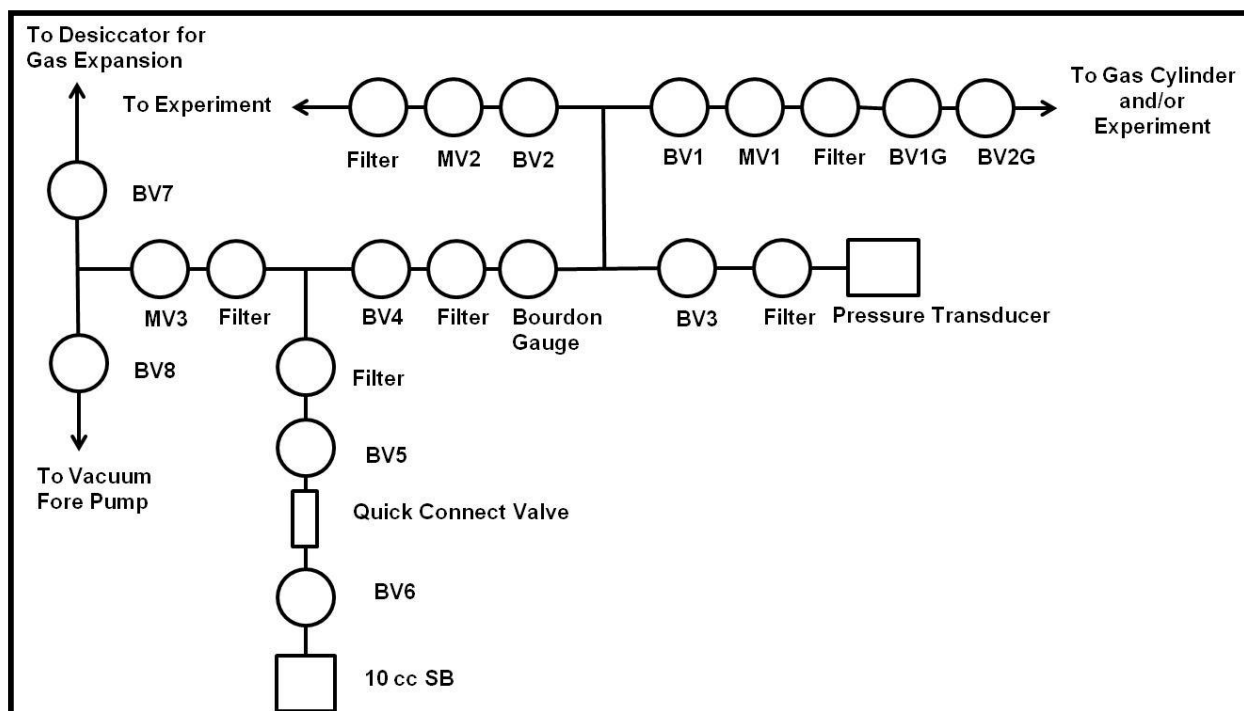 To Desiccator for
Gas Expansion
To Experiment
To Gas Cylinder
and/or
Experiment
Filter
MV2
BV2
BV1
MV1
Filter
BV1G
BV2G
BV7
MV3
Filter
BV4
Filter
Bourdon
Gauge
BV3
Filter
Pressure Transducer
BV8
Filter
BV5
To Vacuum
Fore Pump
Quick Connect Valve
BV6
10 cc SB